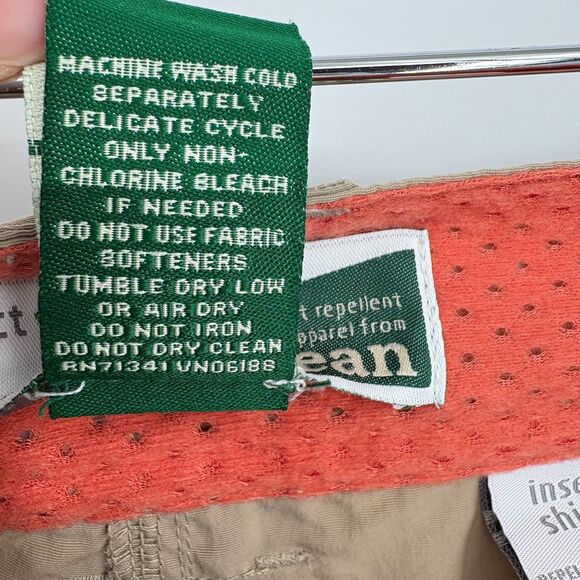 MACHINE WASH COLD
SEPARATELY
DELICATE CYCLE
ONLY NON-
CHLORINE BLEACH
IF NEEDED
DO NOT USE FABRIC
SOFTENERS
TUMBLE DRY LOW
OR AIR DRY
DO NOT IRON
DO NOT DRY CLEAN
RN71341 VN06188
ct
t repellent
pparel from
ean
inse
shi
REPEL